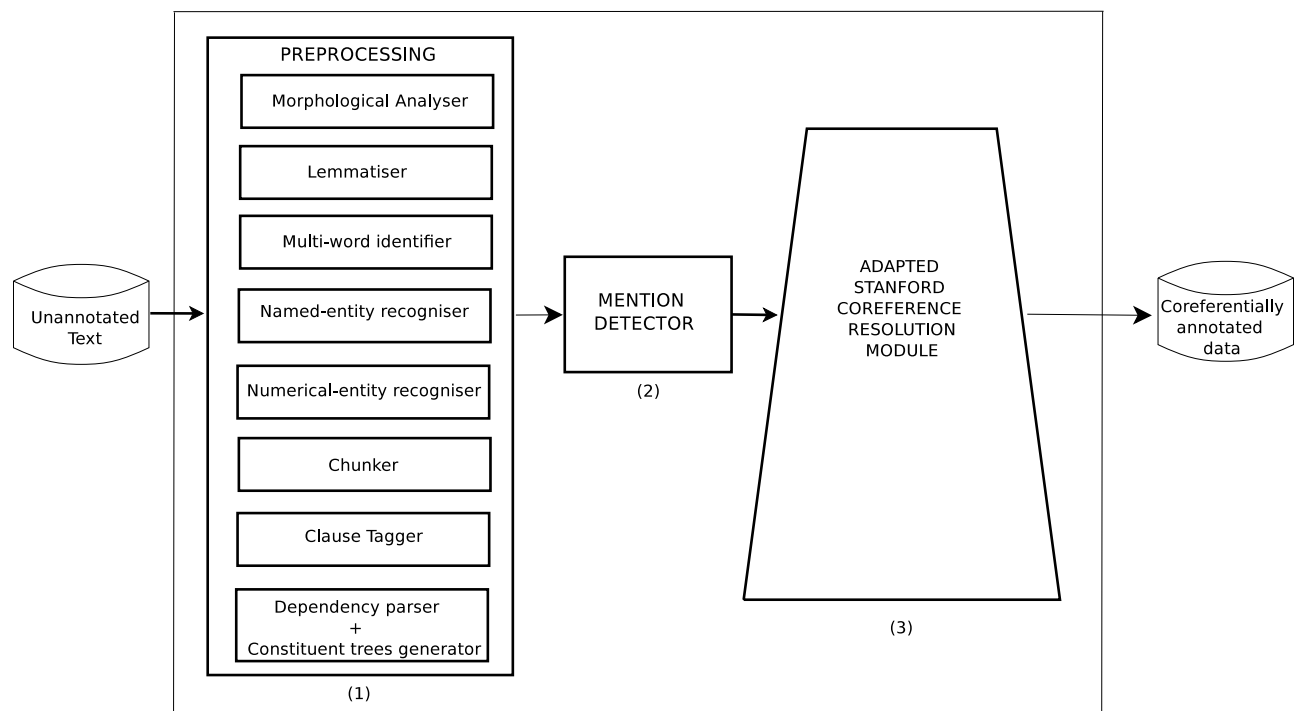 Unannotated
Text
PREPROCESSING
Morphological Analyser
Lemmatiser
Multi-word identifier
Named-entity recogniser
Numerical-entity recogniser
Chunker
Clause Tagger
Dependency parser
+
Constituent trees generator
(1)
MENTION
DETECTOR
(2)
ADAPTED
STANFORD
COREFERENCE
RESOLUTION
MODULE
(3)
Coreferentially
annotated
data